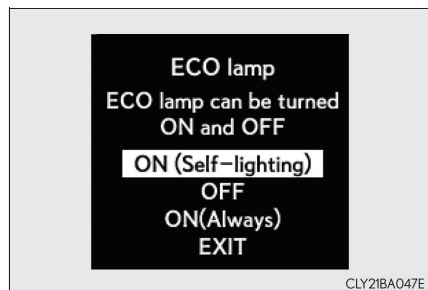 ECO lamp
ECO lamp can be turned
ON and OFF
ON (Self-lighting)
OFF
ON(Always)
EXIT
CLY21BA047E